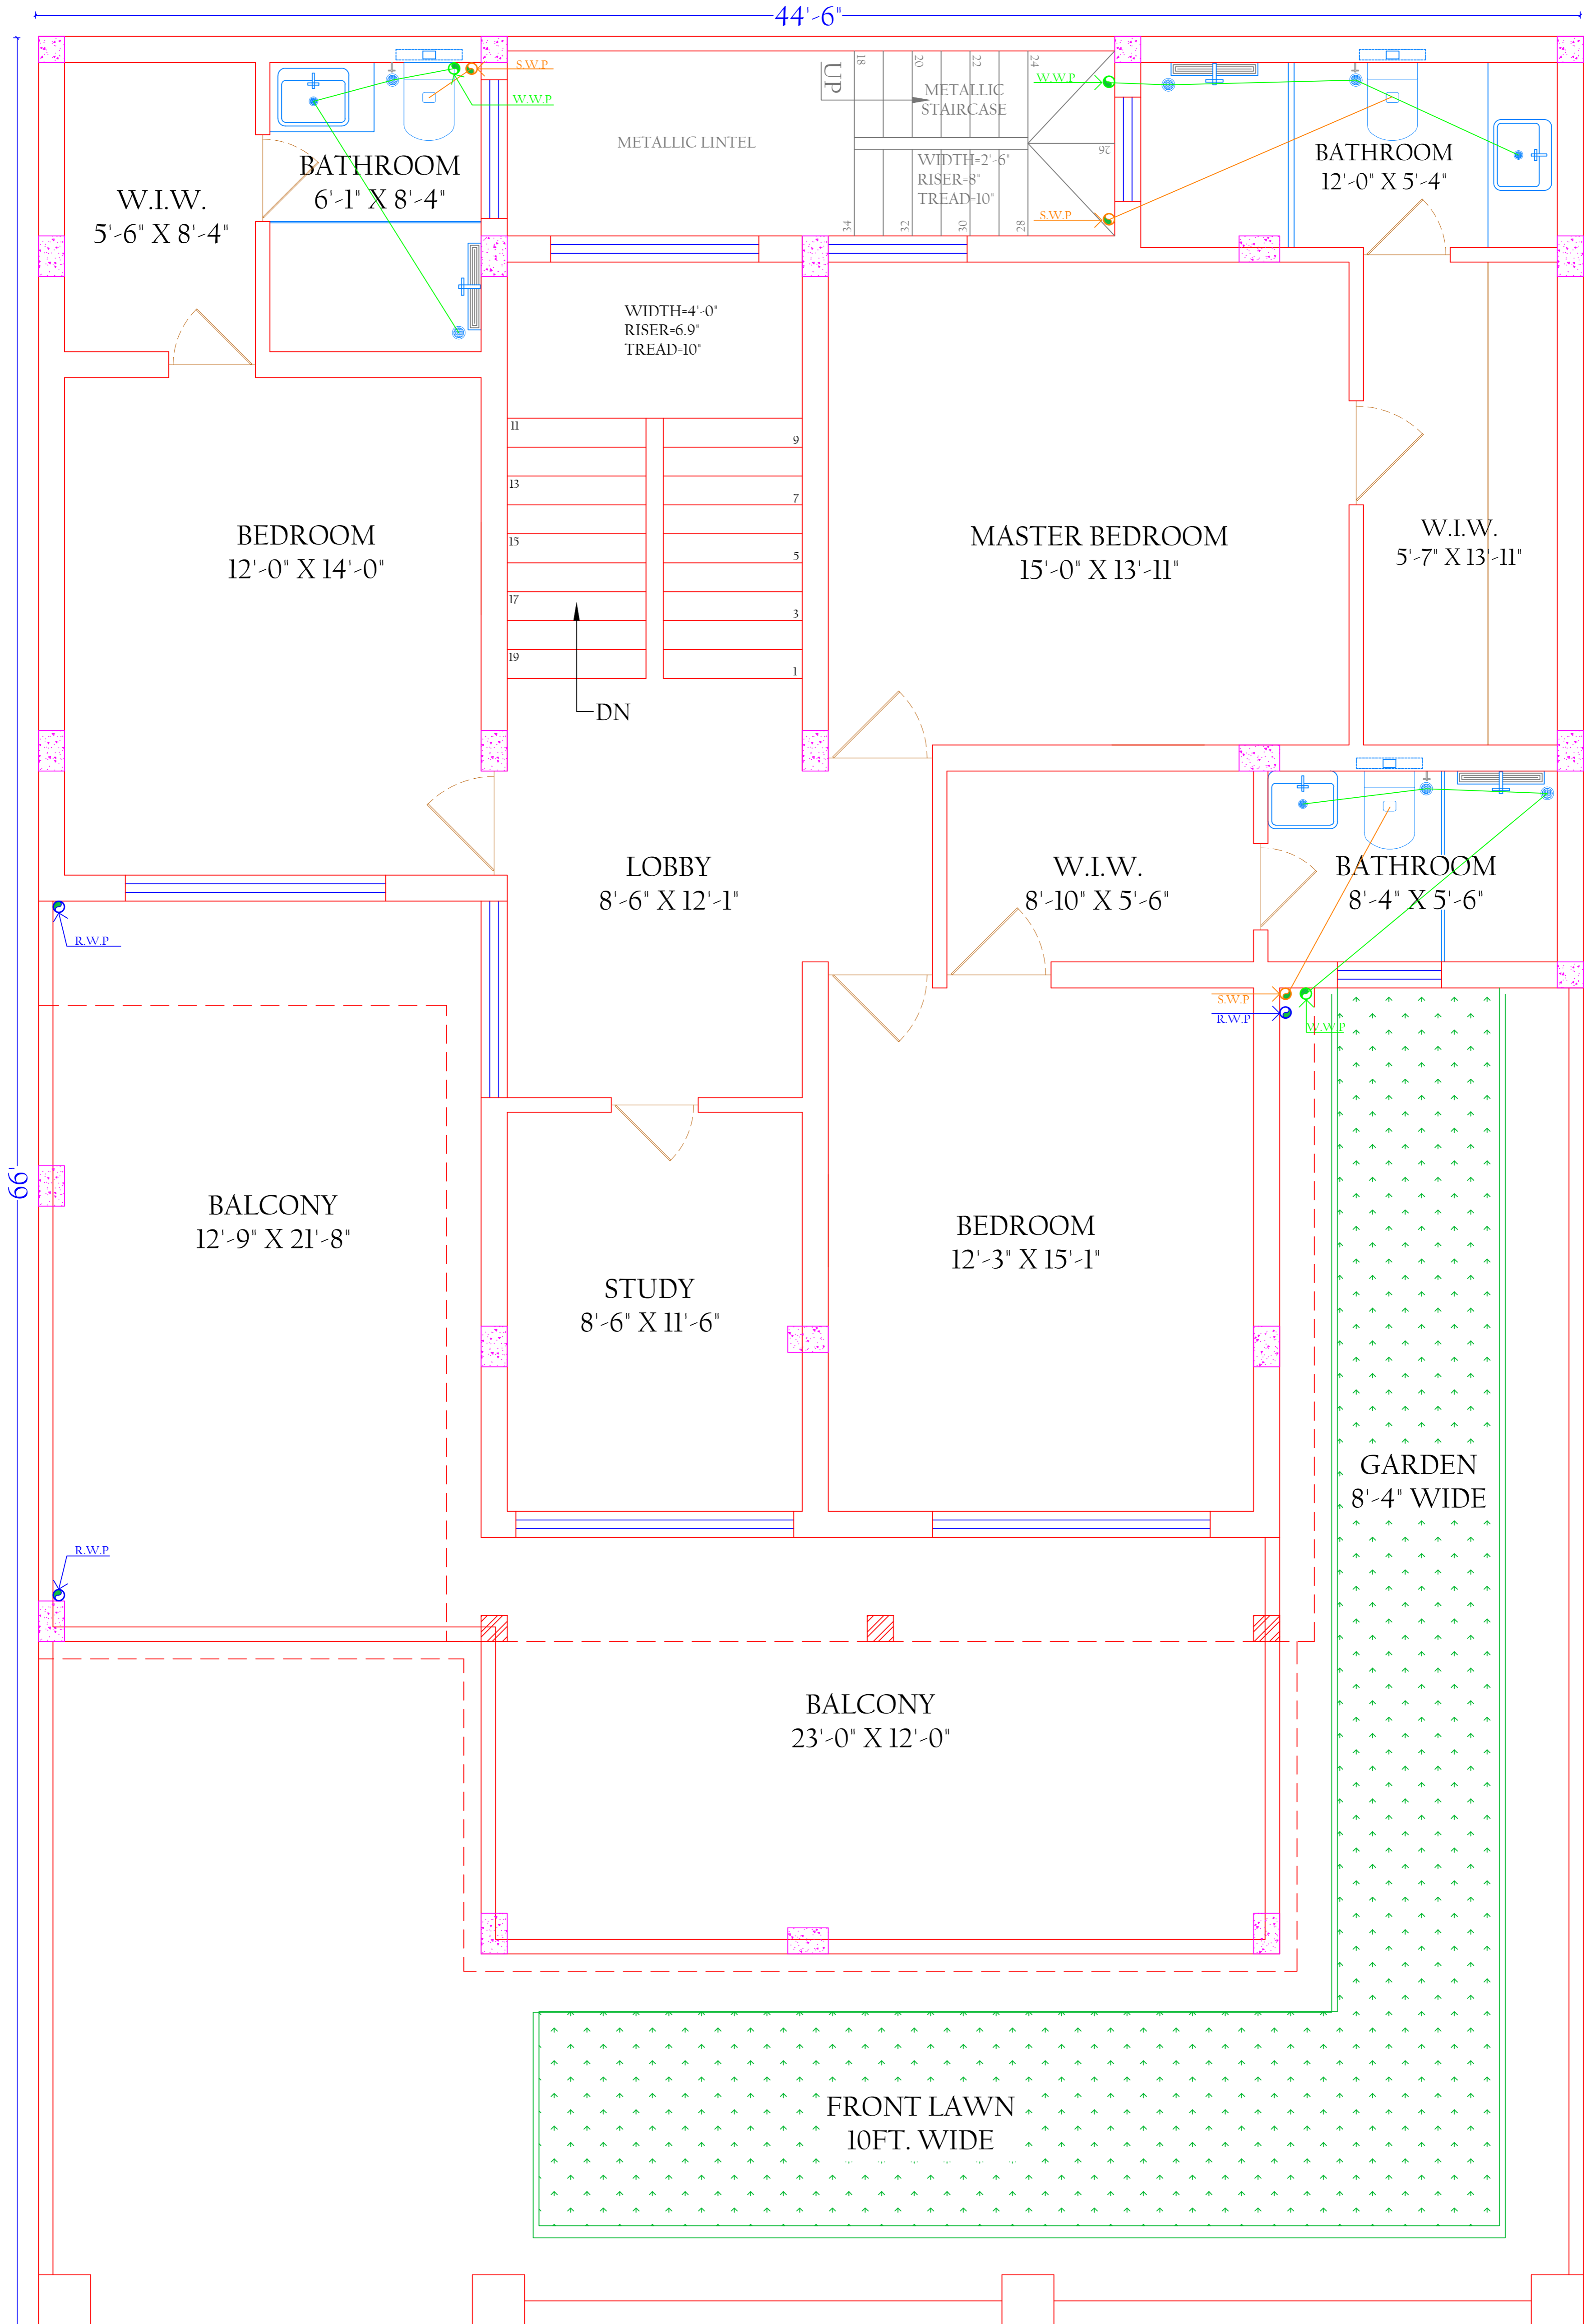 44'-6"
S.W.P
W.W.P
BATHROOM
6'-1" X 8'-4"
W.I.W.
5'-6" X 8'-4"
METALLIC LINTEL
UP
18
20
22
24
METALLIC
STAIRCASE
26
WIDTH=2'-6"
RISER=8"
TREAD=10"
34
32
30
28
W.W.P
S.W.P
BATHROOM
12'-0" X 5'-4"
WIDTH=4'-0"
RISER=6.9"
TREAD=10"
11
9
13
7
15
5
17
3
19
1
DN
BEDROOM
12'-0" X 14'-0"
MASTER BEDROOM
15'-0" X 13'-11"
W.I.W.
5'-7" X 13'-11"
LOBBY
8'-6" X 12'-1"
W.I.W.
8'-10" X 5'-6"
BATHROOM
8'-4" X 5'-6"
R.W.P
S.W.P
R.W.P
W.W.P
66'
BALCONY
12'-9" X 21'-8"
STUDY
8'-6" X 11'-6"
BEDROOM
12'-3" X 15'-1"
GARDEN
8'-4" WIDE
R.W.P
BALCONY
23'-0" X 12'-0"
FRONT LAWN
10FT. WIDE